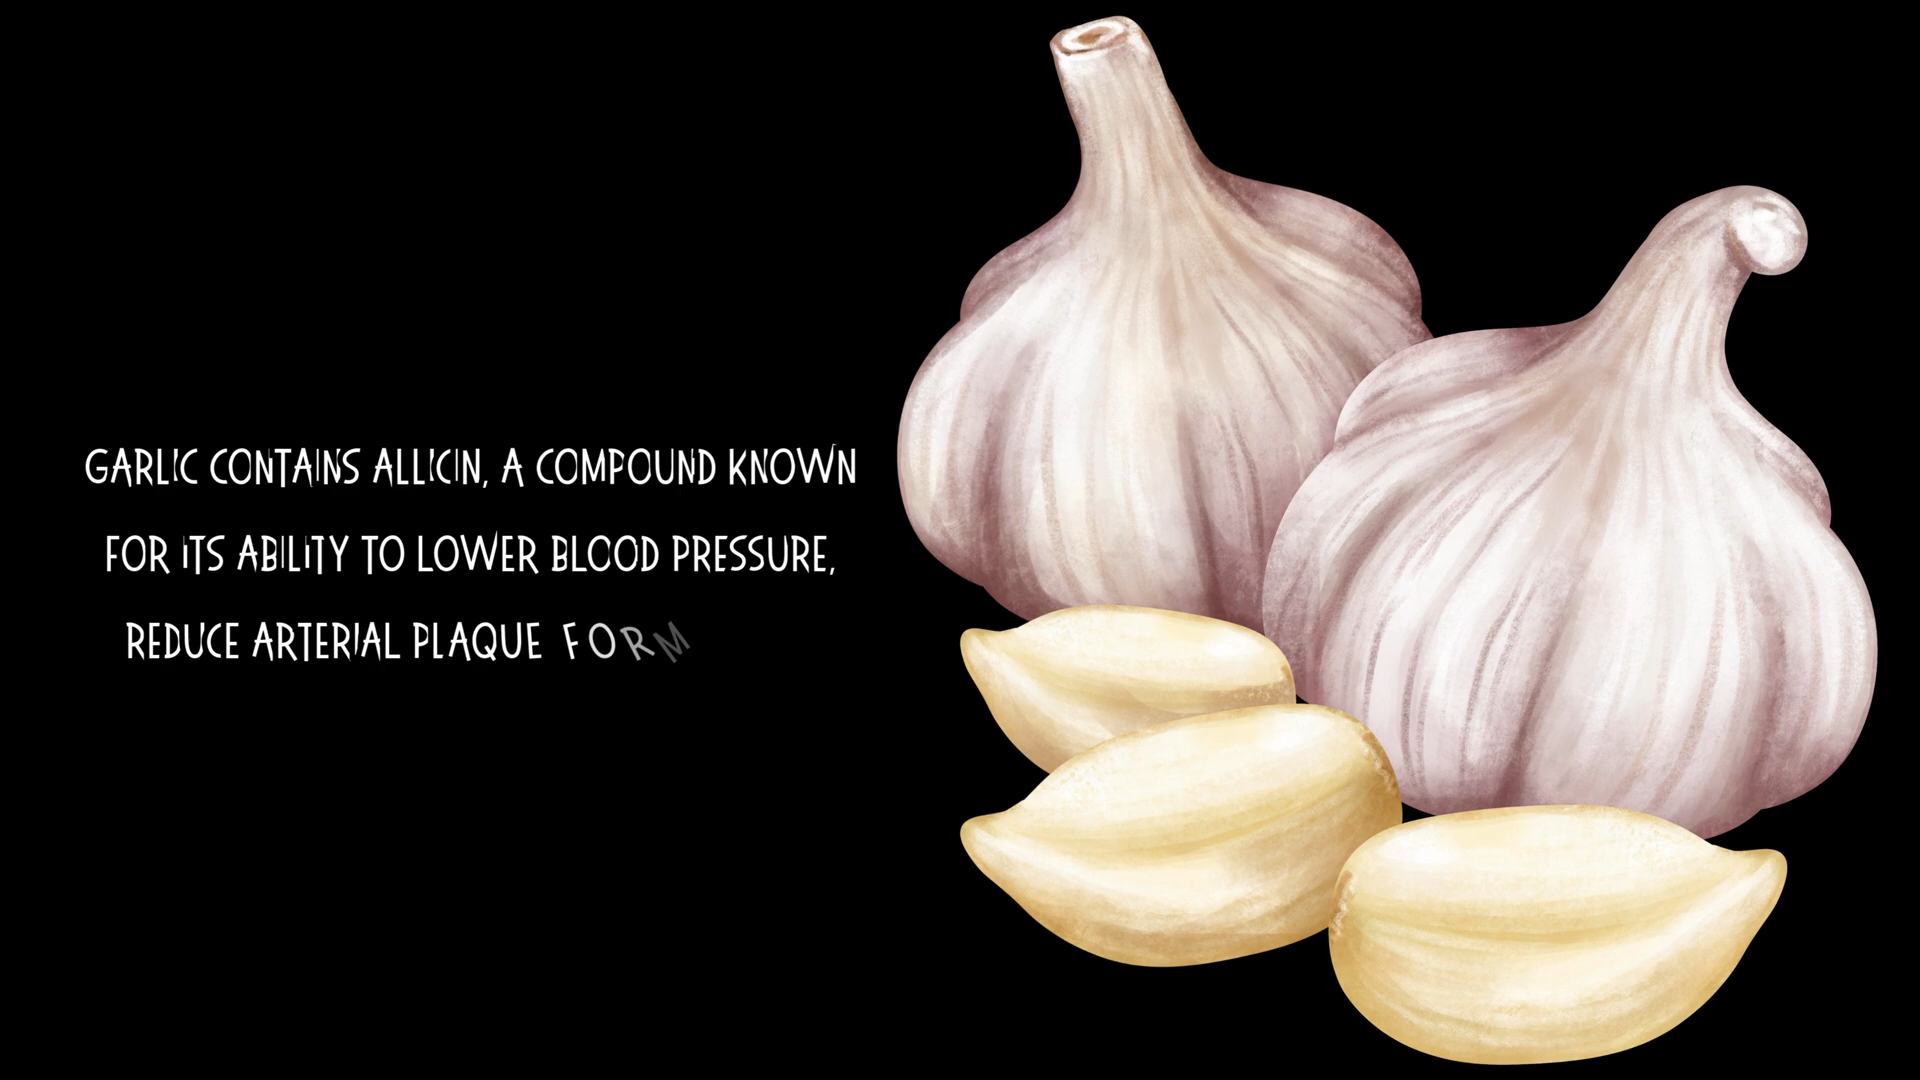 GARLIC CONTAINS ALLICIN, A COMPOUND KNOWN
FOR ITS ABILITY TO LOWER BLOOD PRESSURE,
REDUCE ARTERIAL PLAQUE FORM